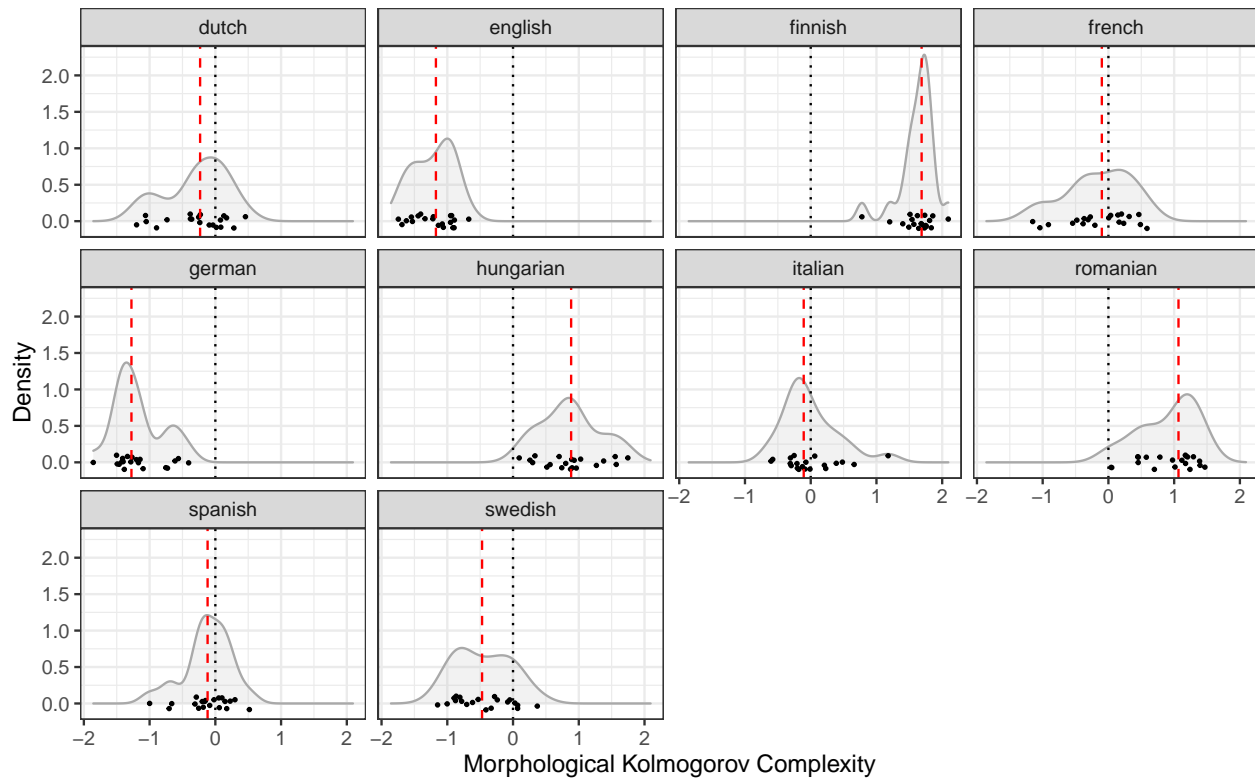 dutch
english
finnish
french
2.0
1.5
1.0
0.5
0.0
german
hungarian
italian
romanian
2.0
1.5
1.0
0.5
0.0
−2 −1 0 1 2
−2 −1 0 1 2
spanish
swedish
2.0
1.5
1.0
0.5
0.0
−2 −1 0 1 2
−2 −1 0 1 2
Density
Morphological Kolmogorov Complexity